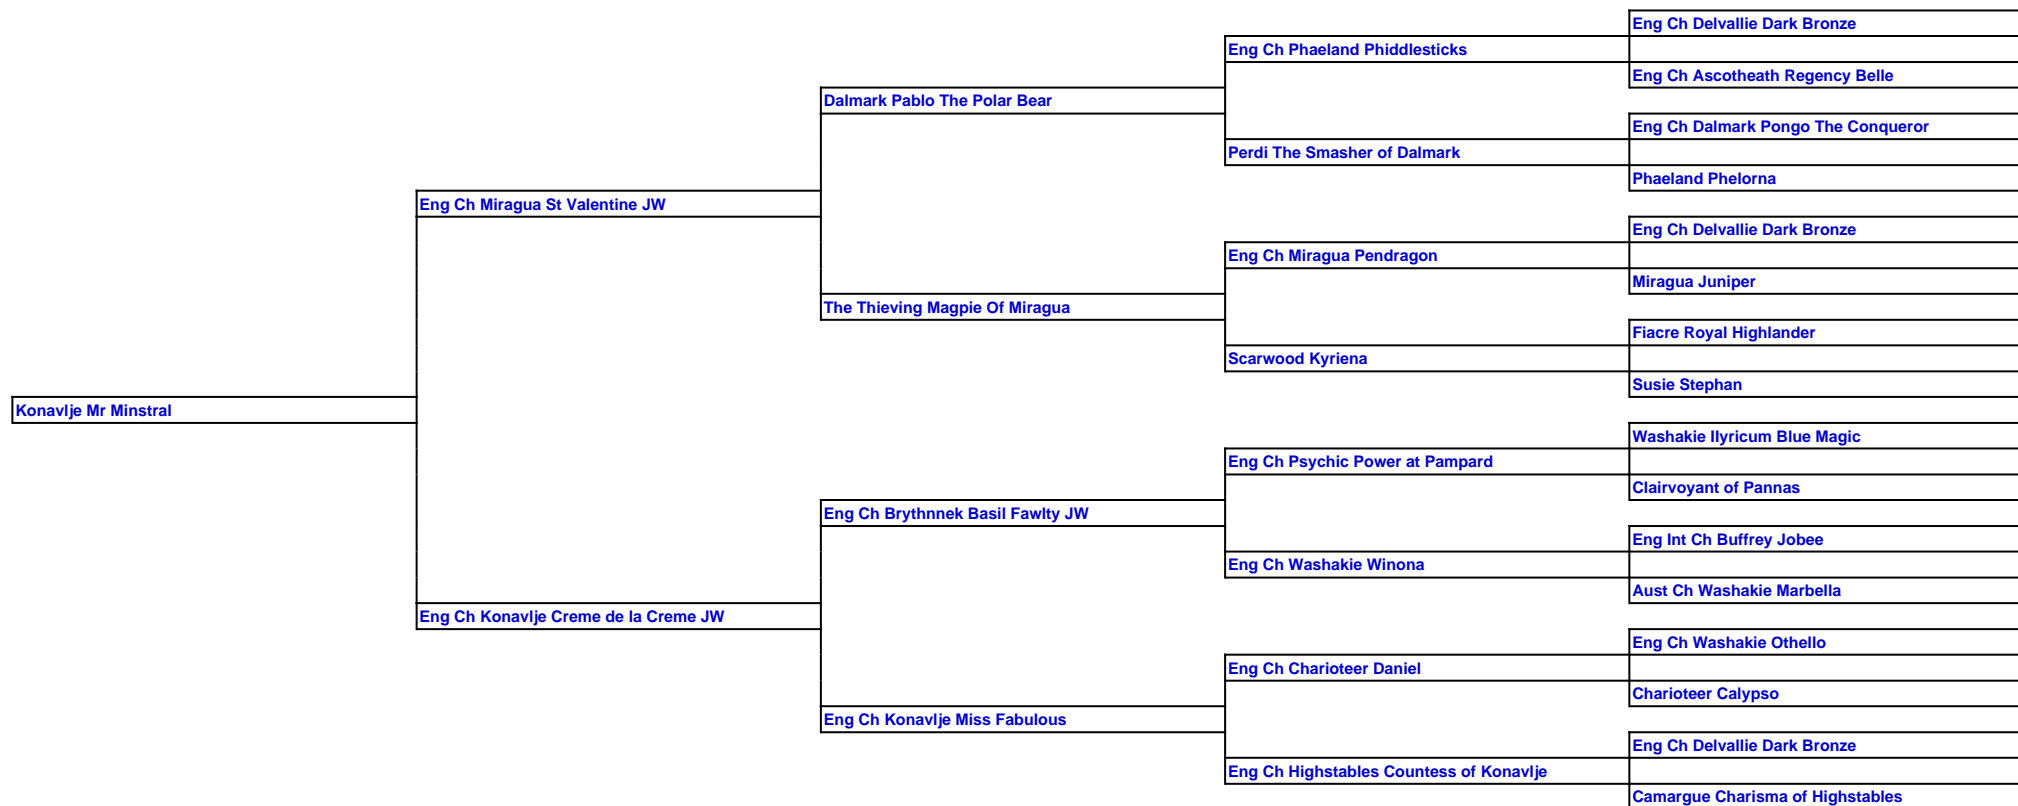 Eng Ch Delvallie Dark Bronze
Eng Ch Phaeland Phiddlesticks
Eng Ch Ascotheath Regency Belle
Dalmark Pablo The Polar Bear
Eng Ch Dalmark Pongo The Conqueror
Perdi The Smasher of Dalmark
Phaeland Phelorna
Eng Ch Miragua St Valentine JW
Eng Ch Delvallie Dark Bronze
Eng Ch Miragua Pendragon
Miragua Juniper
The Thieving Magpie Of Miragua
Fiacre Royal Highlander
Scarwood Kyriena
Susie Stephan
Konavlje Mr Minstral
Washakie Ilyricum Blue Magic
Eng Ch Psychic Power at Pampard
Clairvoyant of Pannas
Eng Ch Brythnnek Basil Fawlty JW
Eng Int Ch Buffrey Jobee
Eng Ch Washakie Winona
Aust Ch Washakie Marbella
Eng Ch Konavlje Creme de la Creme JW
Eng Ch Washakie Othello
Eng Ch Charioteer Daniel
Charioteer Calypso
Eng Ch Konavlje Miss Fabulous
Eng Ch Delvallie Dark Bronze
Eng Ch Highstables Countess of Konavlje
Camargue Charisma of Highstables